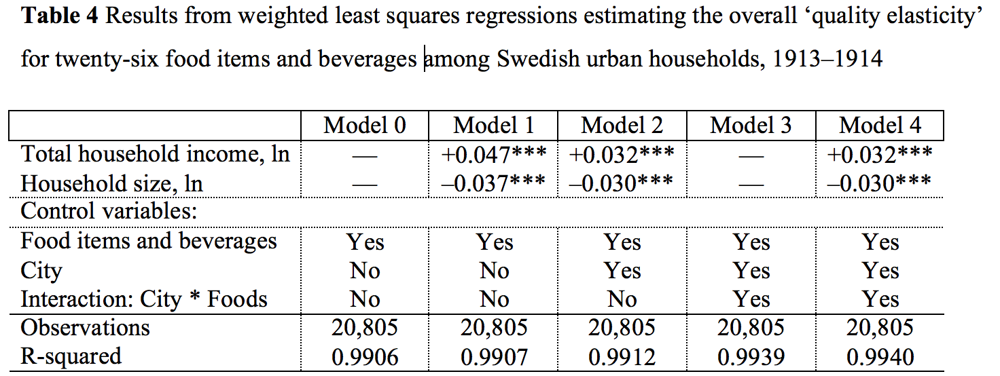 Table 4 Results from weighted least squares regressions estimating the overall ‘quality elasticity’
for twenty-six food items and beverages among Swedish urban households, 1913–1914
Model 0 Model 1 Model 2 Model 3 Model 4
Total household income, ln — +0.047*** +0.032*** — +0.032***
Household size, ln — –0.037*** –0.030*** — –0.030***
Control variables:
Food items and beverages Yes Yes Yes Yes Yes
City No No Yes Yes Yes
Interaction: City * Foods No No No Yes Yes
Observations 20,805 20,805 20,805 20,805 20,805
R-squared 0.9906 0.9907 0.9912 0.9939 0.9940